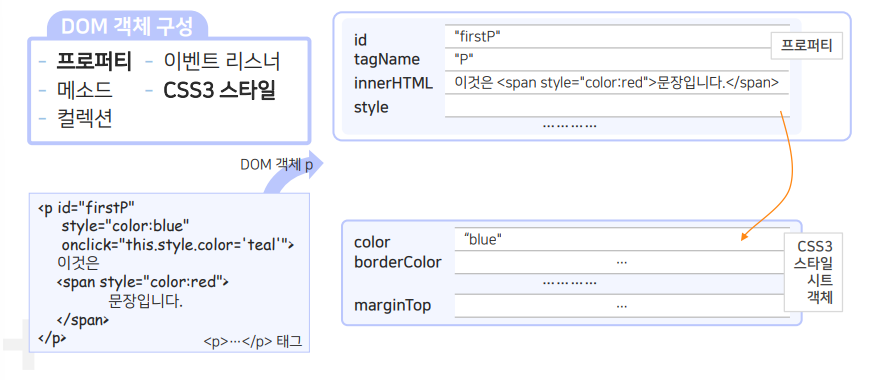 DOM 객체 구성
- 프로퍼티 - 이벤트 리스너
- 메소드 - CSS3 스타일
- 컬렉션
DOM 객체 p
<p id="firstP"
style="color:blue"
onclick="this.style.color='teal'">
이것은
<span style="color:red">
문장입니다.
</span>
</p>
<p>…</p> 태그
id "firstP"
tagName "P"
innerHTML 이것은 <span style="color:red">문장입니다.</span>
style
…………
프로퍼티
color "blue"
borderColor …
…………
marginTop …
CSS3
스타일
시트
객체